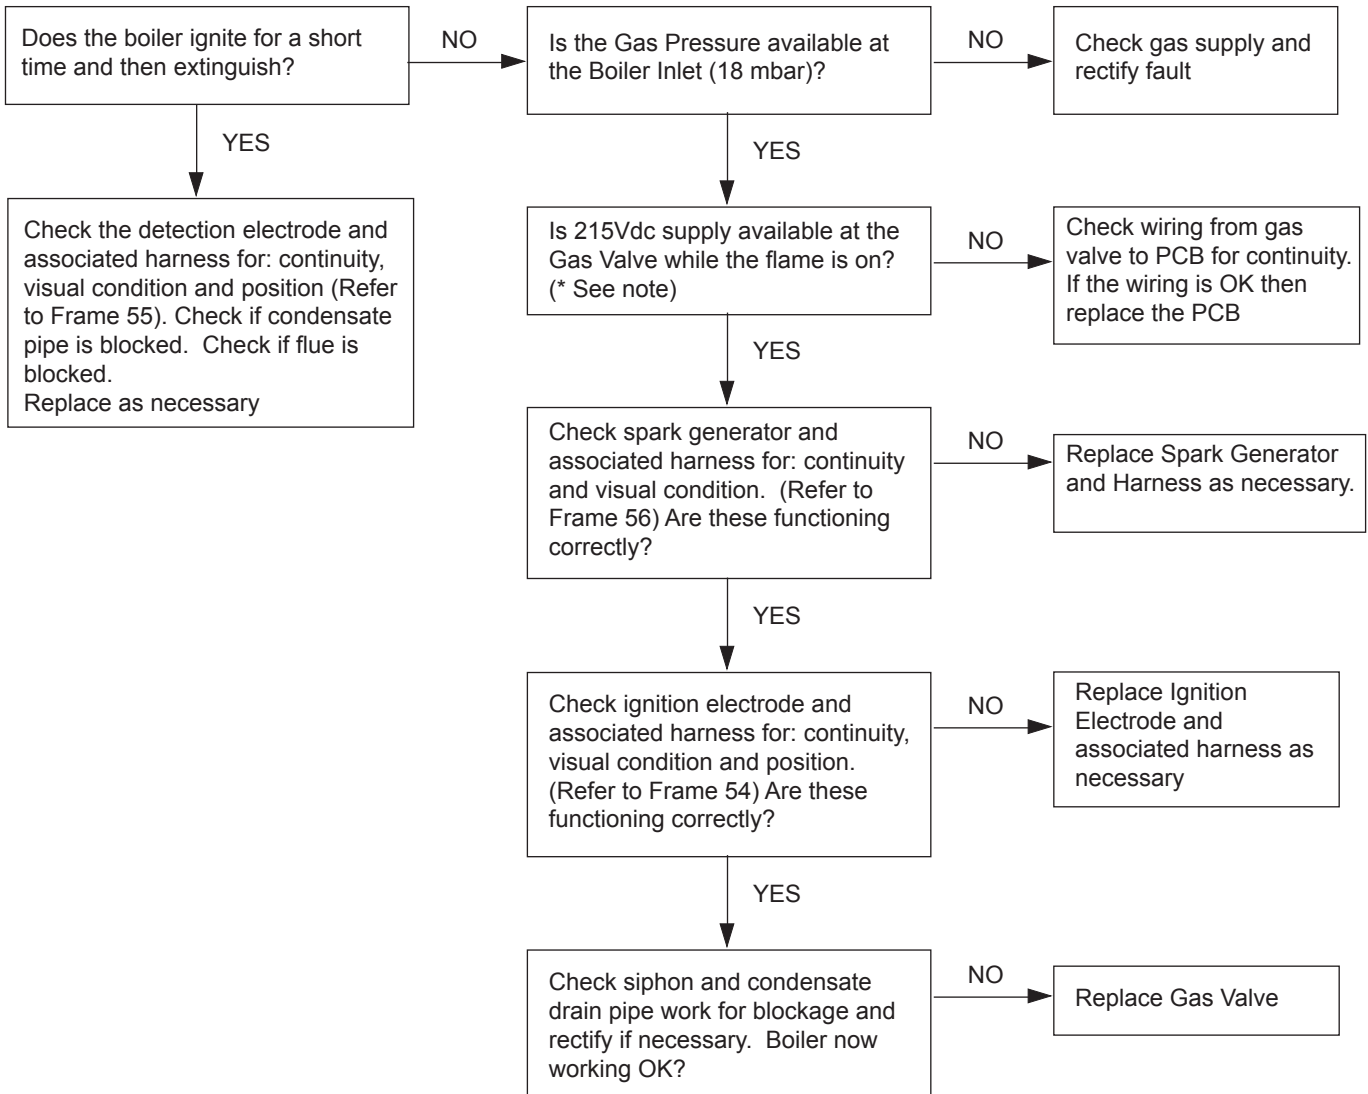 Does the boiler ignite for a short
time and then extinguish?
NO
Is the Gas Pressure available at
the Boiler Inlet (18 mbar)?
NO
Check gas supply and
rectify fault
YES
YES
Check the detection electrode and
associated harness for: continuity,
visual condition and position (Refer
to Frame 55). Check if condensate
pipe is blocked.  Check if flue is
blocked.
Replace as necessary
Is 215Vdc supply available at the
Gas Valve while the flame is on?
(* See note)
NO
Check wiring from gas
valve to PCB for continuity.
If the wiring is OK then
replace the PCB
YES
Check spark generator and
associated harness for: continuity
and visual condition.  (Refer to
Frame 56) Are these functioning
correctly?
NO
Replace Spark Generator
and Harness as necessary.
YES
Check ignition electrode and
associated harness for: continuity,
visual condition and position.
(Refer to Frame 54) Are these
functioning correctly?
NO
Replace Ignition
Electrode and
associated harness as
necessary
YES
Check siphon and condensate
drain pipe work for blockage and
rectify if necessary.  Boiler now
working OK?
NO
Replace Gas Valve